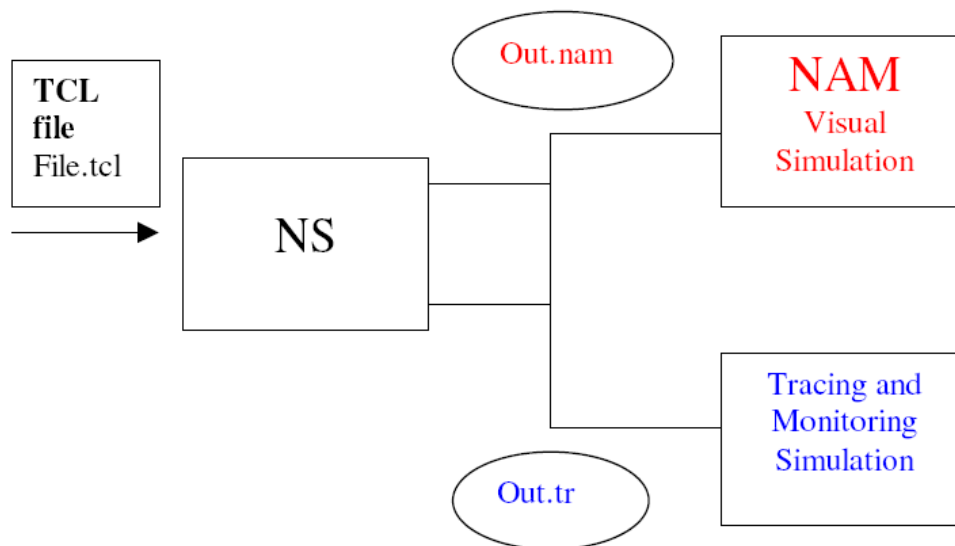 TCL
file
File.tcl
NS
Out.nam
NAM
Visual
Simulation
Out.tr
Tracing and
Monitoring
Simulation